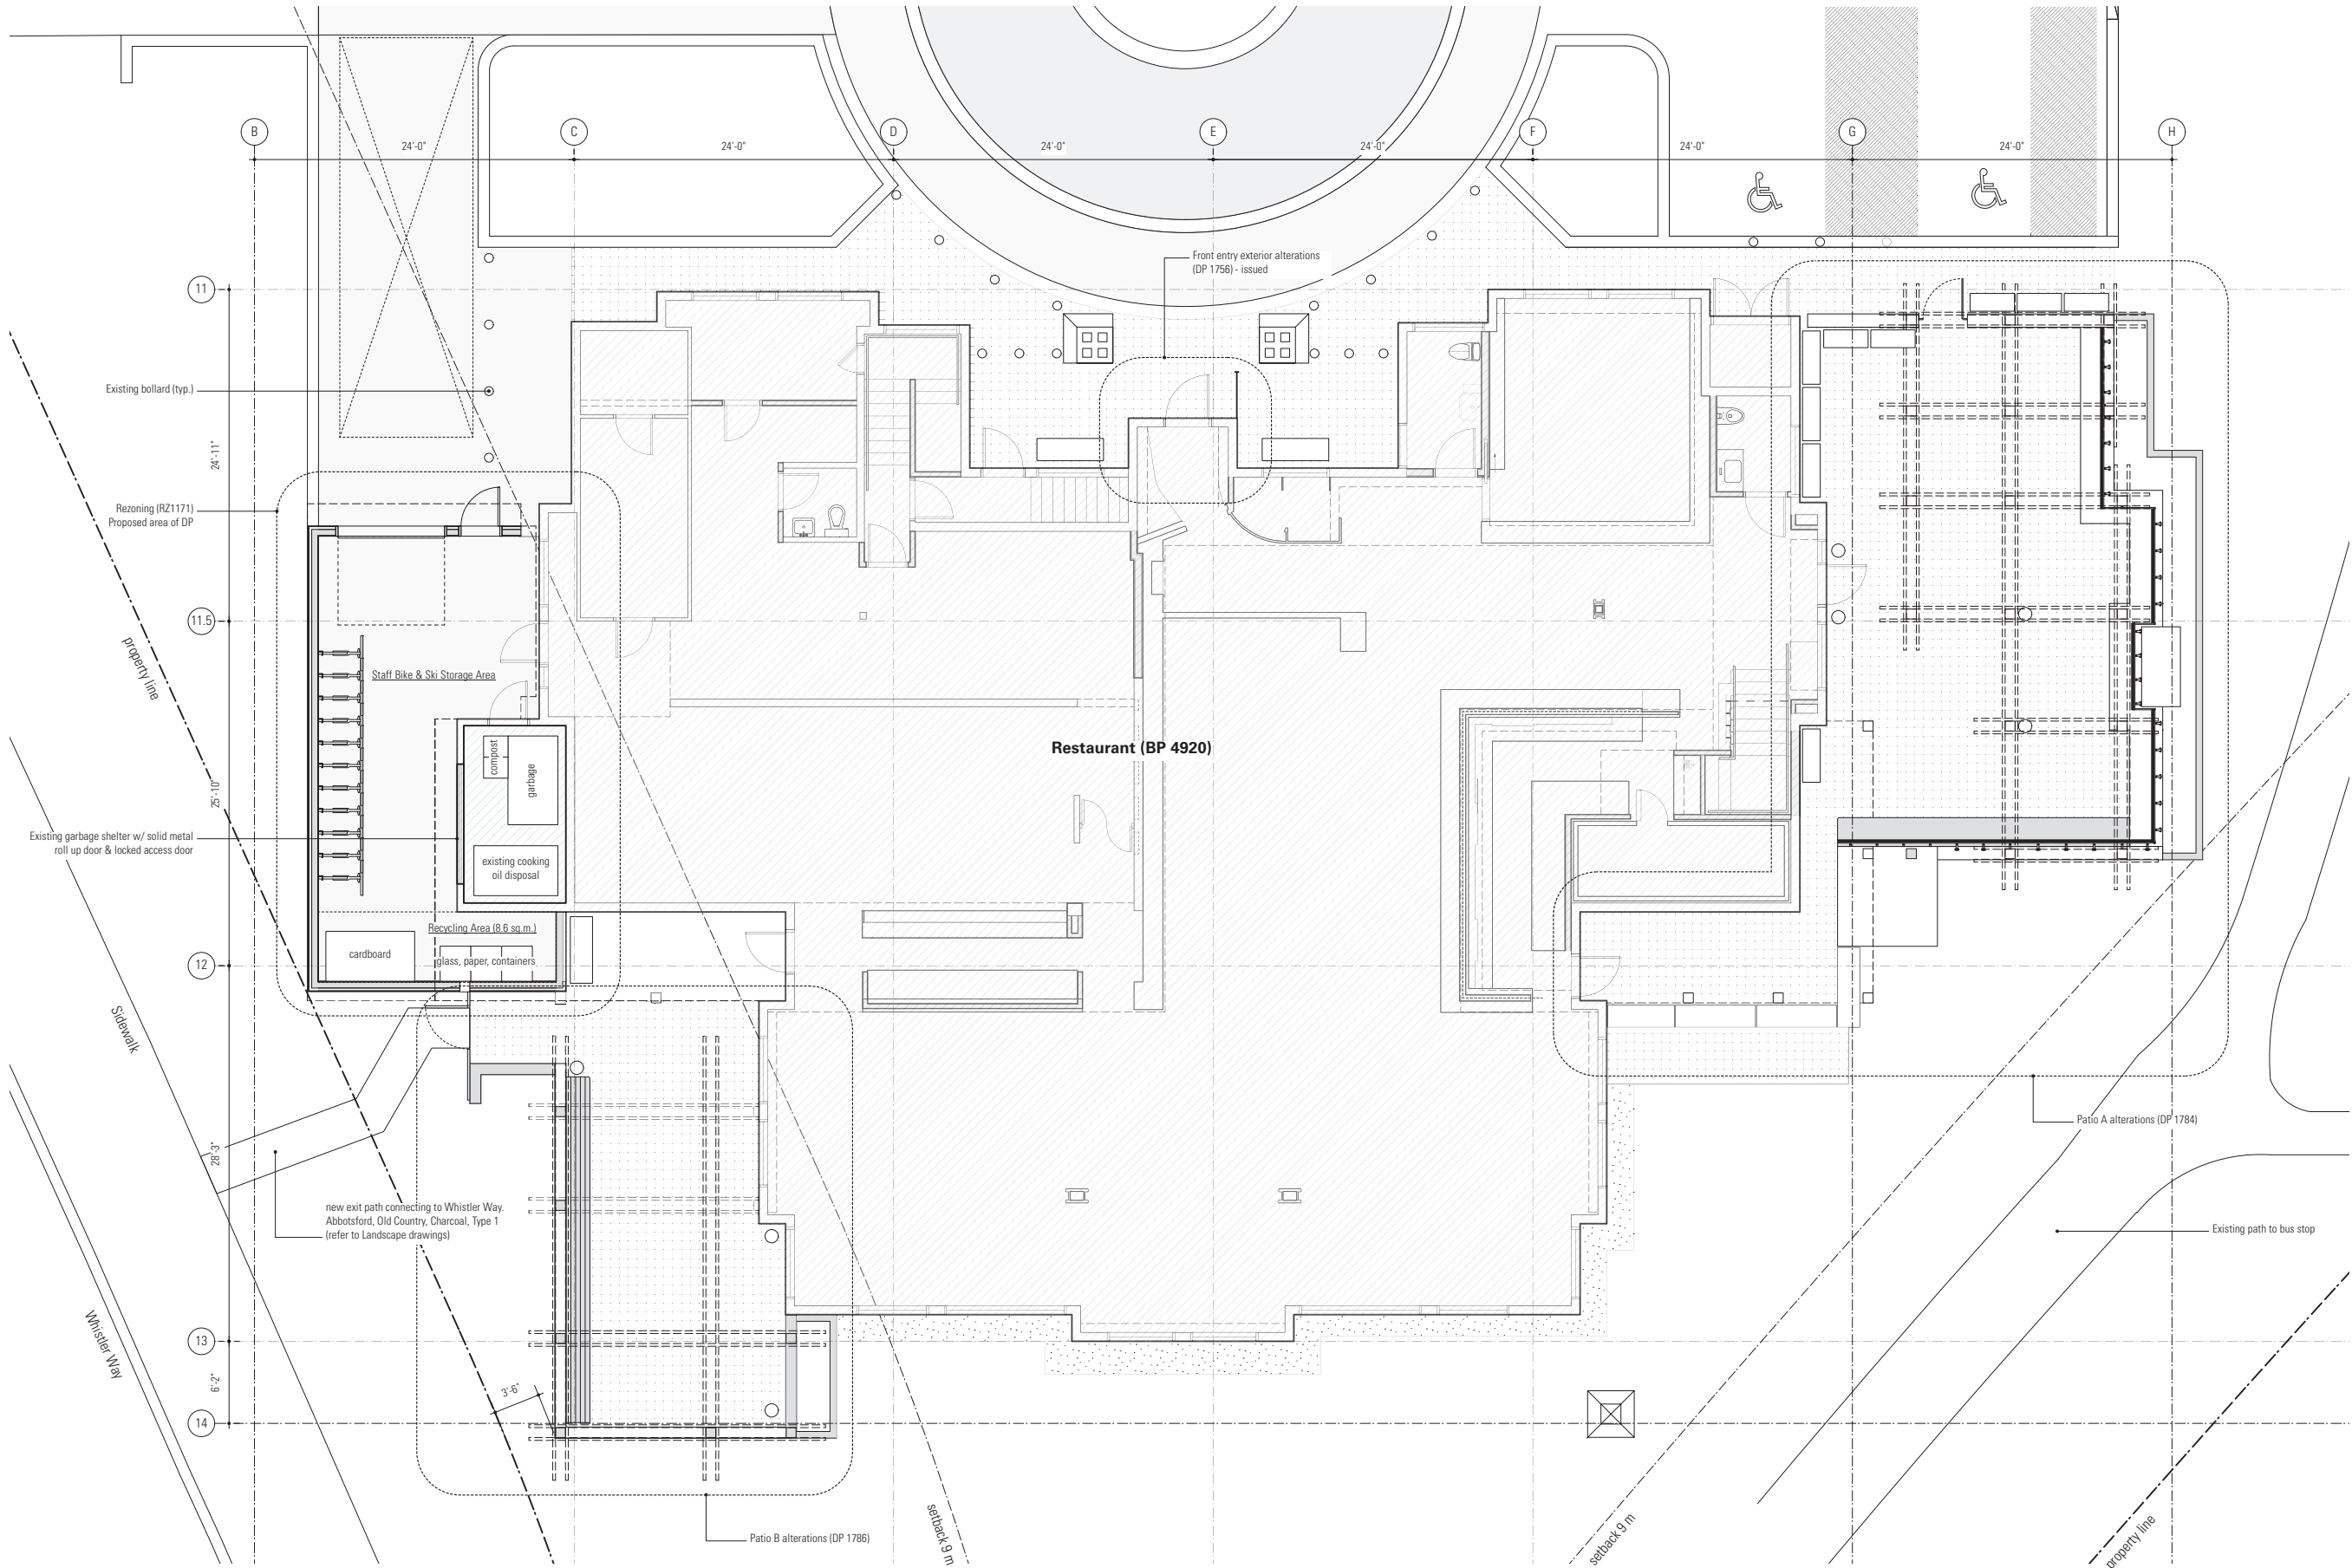 B
C
D
E
F
G
H
24'-0"
24'-0"
24'-0"
24'-0"
24'-0"
24'-0"
Front entry exterior alterations
(DP 1756) - issued
11
Existing bollard (typ.)
24'-11"
Rezoning (RZ1171)
Proposed area of DP
11.5
property line
Staff Bike & Ski Storage Area
Restaurant (BP 4920)
compost
garbage
25'-10"
Existing garbage shelter w/ solid metal
roll up door & locked access door
existing cooking
oil disposal
Recycling Area (8.6 sq.m.)
cardboard
glass, paper, containers
12
Sidewalk
Patio A alterations (DP 1784)
28'-3"
new exit path connecting to Whistler Way.
Abbotsford, Old Country, Charcoal, Type 1
(refer to Landscape drawings)
Existing path to bus stop
Whistler Way
13
6'-2"
3'-6"
14
Patio B alterations (DP 1786)
setback 9 m
setback 9 m
property line